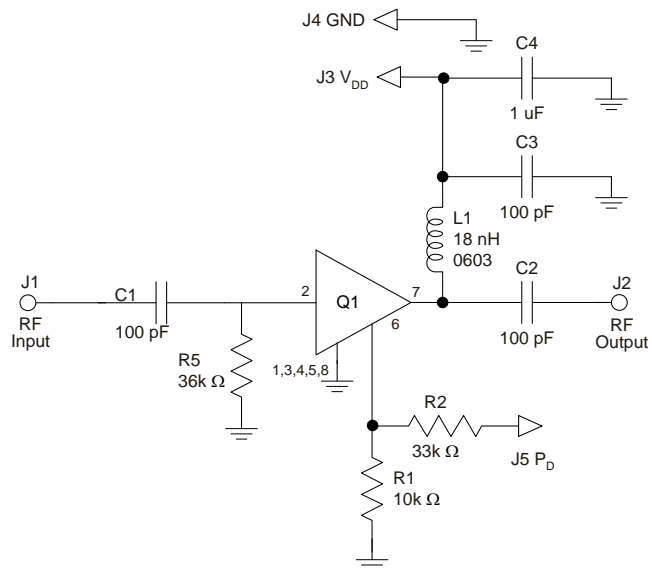 J4 GND
C4
J3 V_DD
1 uF
C3
L1
100 pF
18 nH
0603
C2
J1
J2
C1
2
Q1
7
RF
Input
100 pF
6
100 pF
RF
Output
R5
36k Ω
1,3,4,5,8
R2
33k Ω
J5 P_D
R1
10k Ω